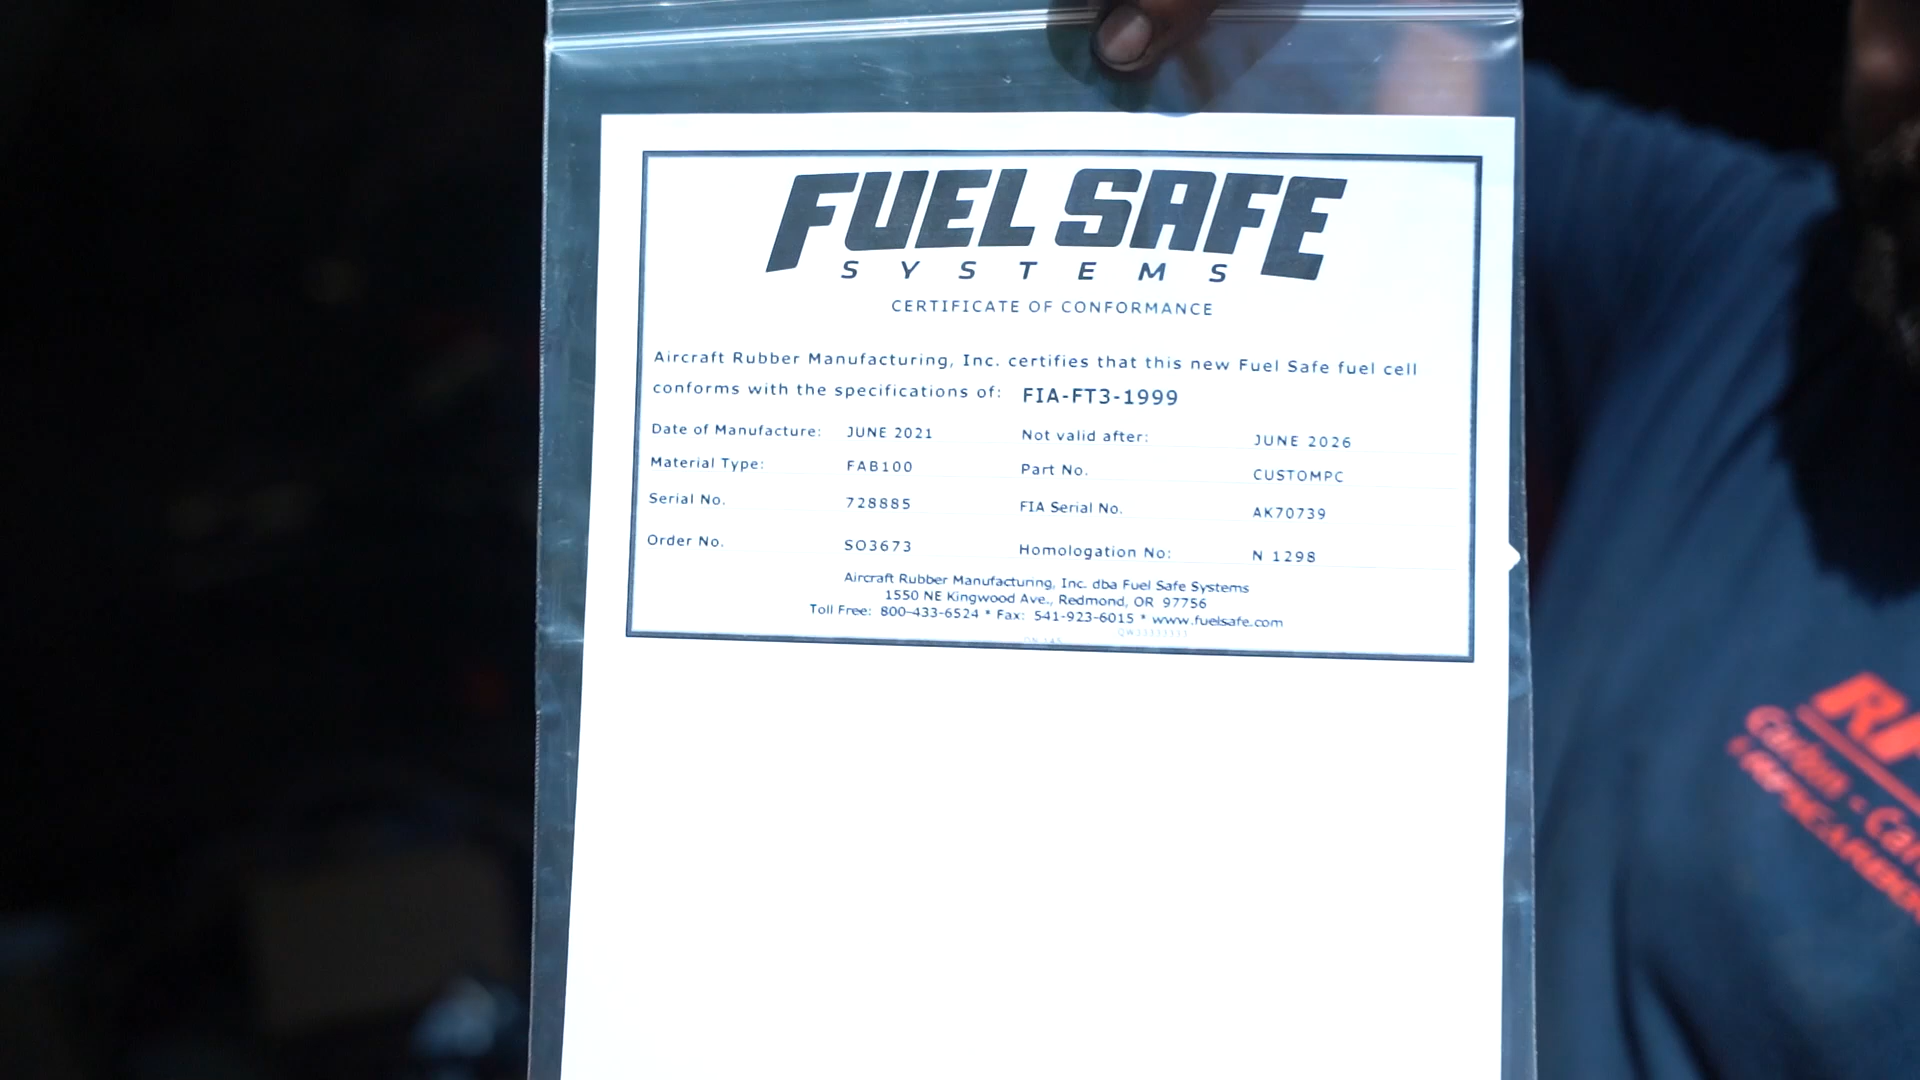 FUEL SAFE
SYSTEMS
CERTIFICATE OF CONFORMANCE
Aircraft Rubber Manufacturing, Inc. certifies that this new Fuel Safe fuel cell
conforms with the specifications of: FIA-FT3-1999
Date of Manufacture: JUNE 2021 Not valid after: JUNE 2026
Material Type: FAB100 Part No. CUSTOMPC
Serial No. 728885 FIA Serial No. AK70739
Order No. SO3673 Homologation No: N 1298
Aircraft Rubber Manufacturing, Inc. dba Fuel Safe Systems
1550 NE Kingwood Ave., Redmond, OR 97756
Toll Free: 800-433-6524 * Fax: 541-923-6015 * www.fuelsafe.com